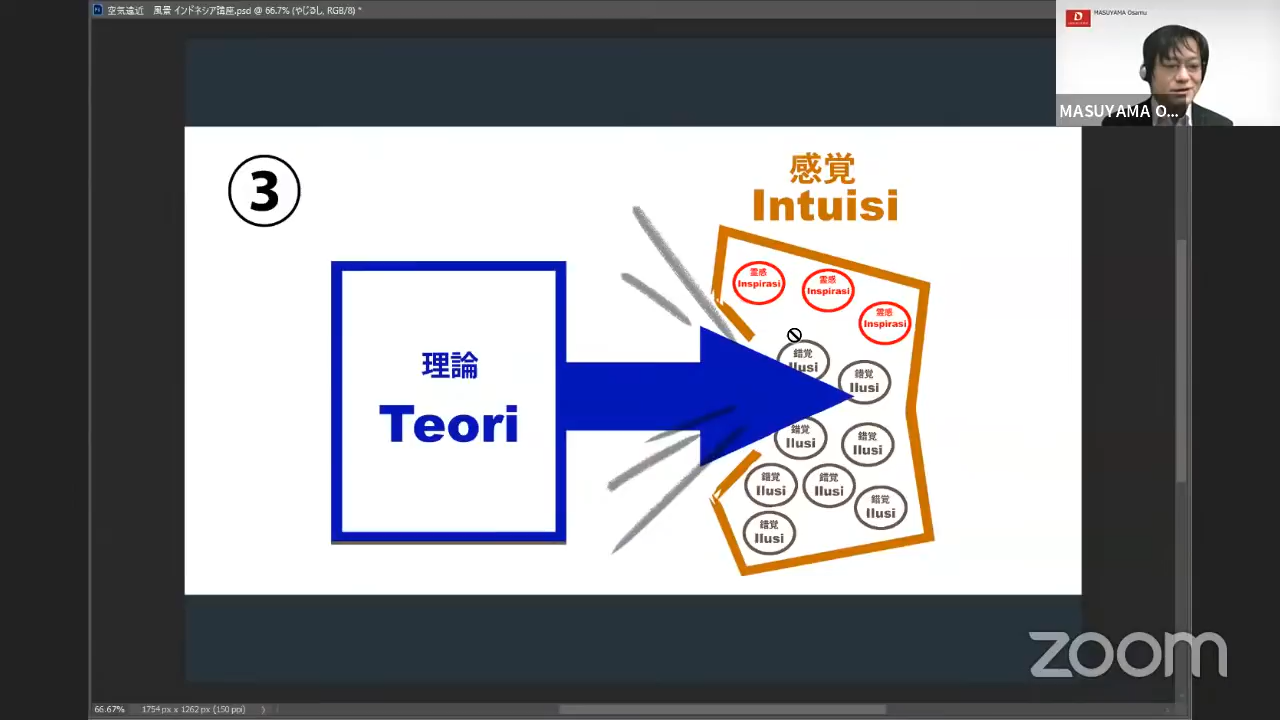 空気遠近 風景 インドネシア講座.psd @ 66.7% (やじるし, RGB/8) *
D
MASUYAMA Osamu
MASUYAMA O...
3
感覚
Intuisi
霊感
Inspirasi
霊感
Inspirasi
霊感
Inspirasi
理論
Teori
錯覚
Ilusi
錯覚
Ilusi
錯覚
Ilusi
錯覚
Ilusi
錯覚
Ilusi
錯覚
Ilusi
錯覚
Ilusi
錯覚
Ilusi
zoom
66.67%
1754 px x 1262 px (150 ppi)